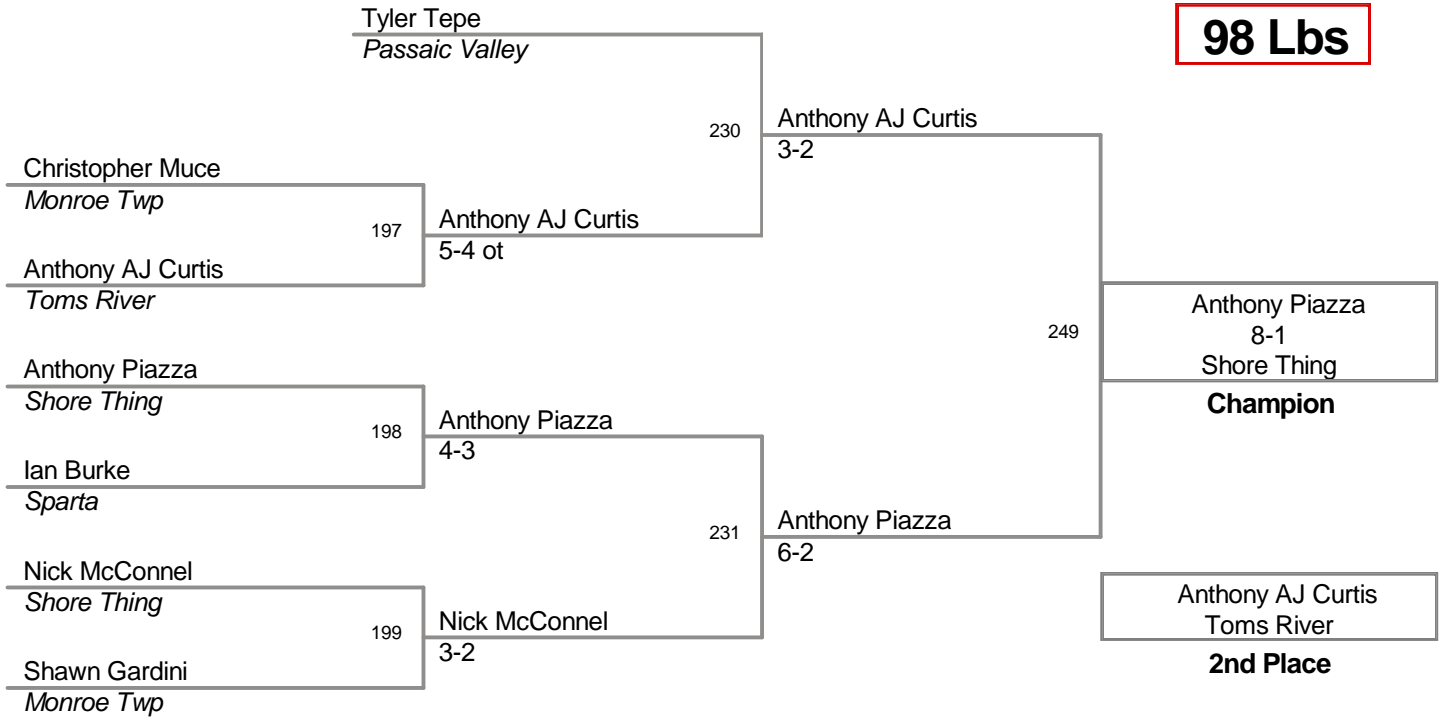 Tyler Tepe
Passaic Valley
98 Lbs
230
Anthony AJ Curtis
3-2
Christopher Muce
Monroe Twp
197
Anthony AJ Curtis
5-4 ot
Anthony AJ Curtis
Toms River
249
Anthony Piazza
8-1
Shore Thing
Champion
Anthony Piazza
Shore Thing
198
Anthony Piazza
4-3
Ian Burke
Sparta
231
Anthony Piazza
6-2
Nick McConnel
Shore Thing
199
Nick McConnel
3-2
Shawn Gardini
Monroe Twp
Anthony AJ Curtis
Toms River
2nd Place